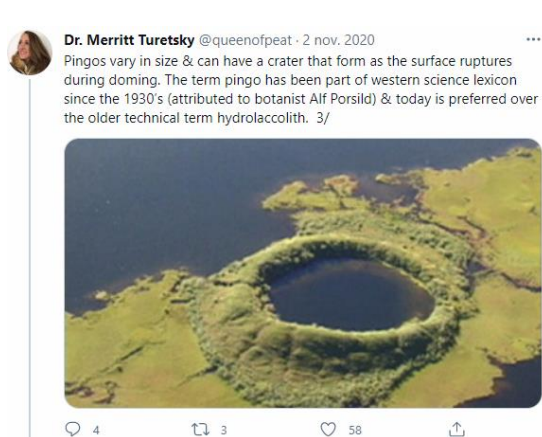 Dr. Merritt Turetsky @queenofpeat · 2 nov. 2020
Pingos vary in size & can have a crater that form as the surface ruptures
during doming. The term pingo has been part of western science lexicon
since the 1930's (attributed to botanist Alf Porsild) & today is preferred over
the older technical term hydrolaccolith. 3/
4 3 58